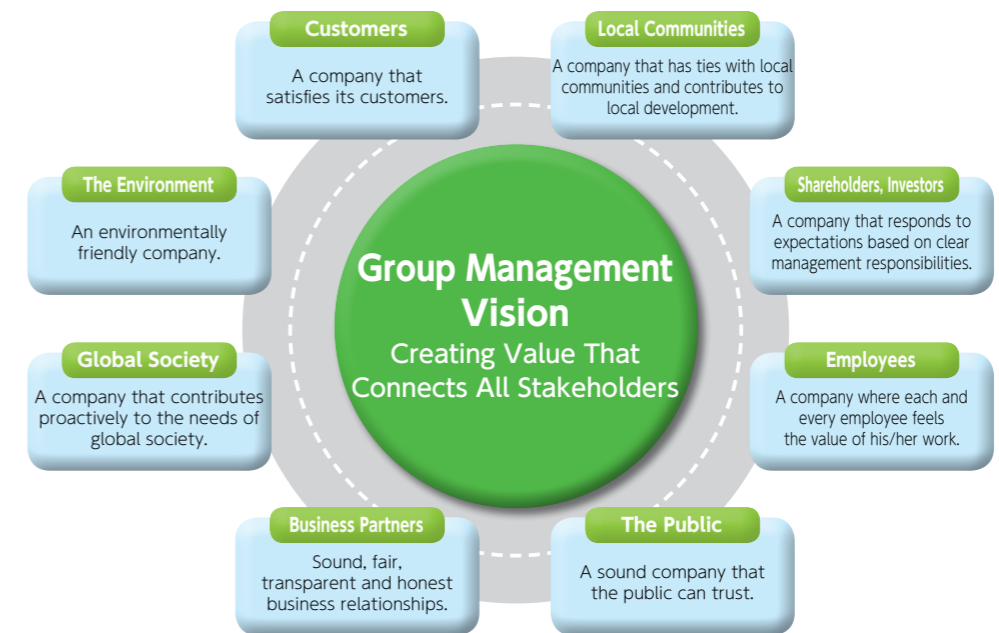 Customers
A company that
satisfies its customers.
Local Communities
A company that has ties with local
communities and contributes to
local development.
The Environment
An environmentally
friendly company.
Shareholders, Investors
A company that responds to
expectations based on clear
management responsibilities.
Group Management
Vision
Creating Value That
Connects All Stakeholders
Global Society
A company that contributes
proactively to the needs of
global society.
Employees
A company where each and
every employee feels
the value of his/her work.
Business Partners
Sound, fair,
transparent and honest
business relationships.
The Public
A sound company that
the public can trust.